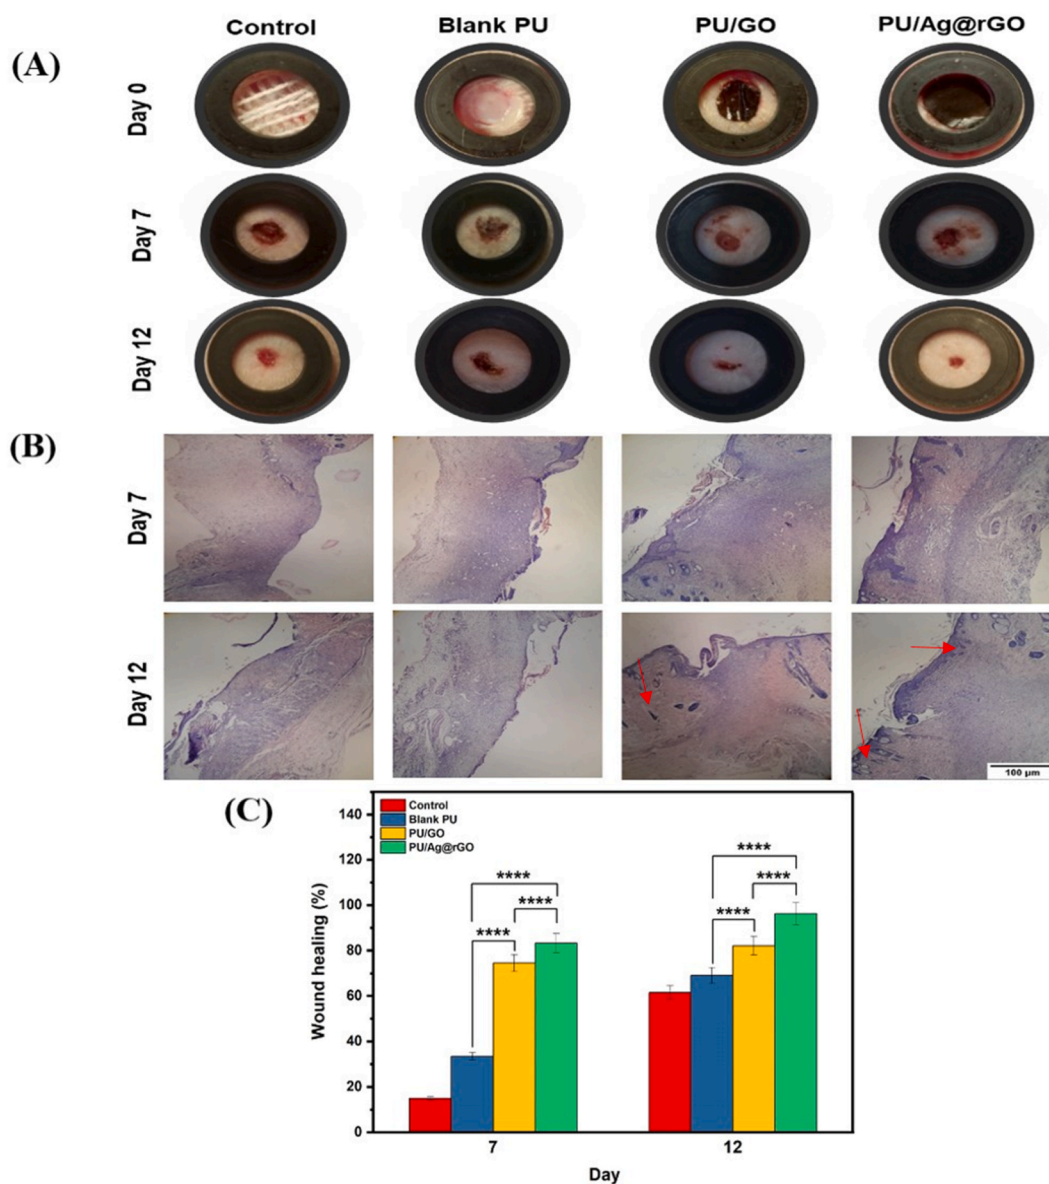 Control Blank PU PU/GO PU/Ag@rGO
(A)
Day 0
Day 7
Day 12
(B)
Day 7
Day 12
100 µm
(C)
Control
Blank PU
PU/GO
PU/Ag@rGO
140
120
100
80
60
40
20
0
Wound healing (%)
**** ****
**** ****
**** ****
7 12
Day